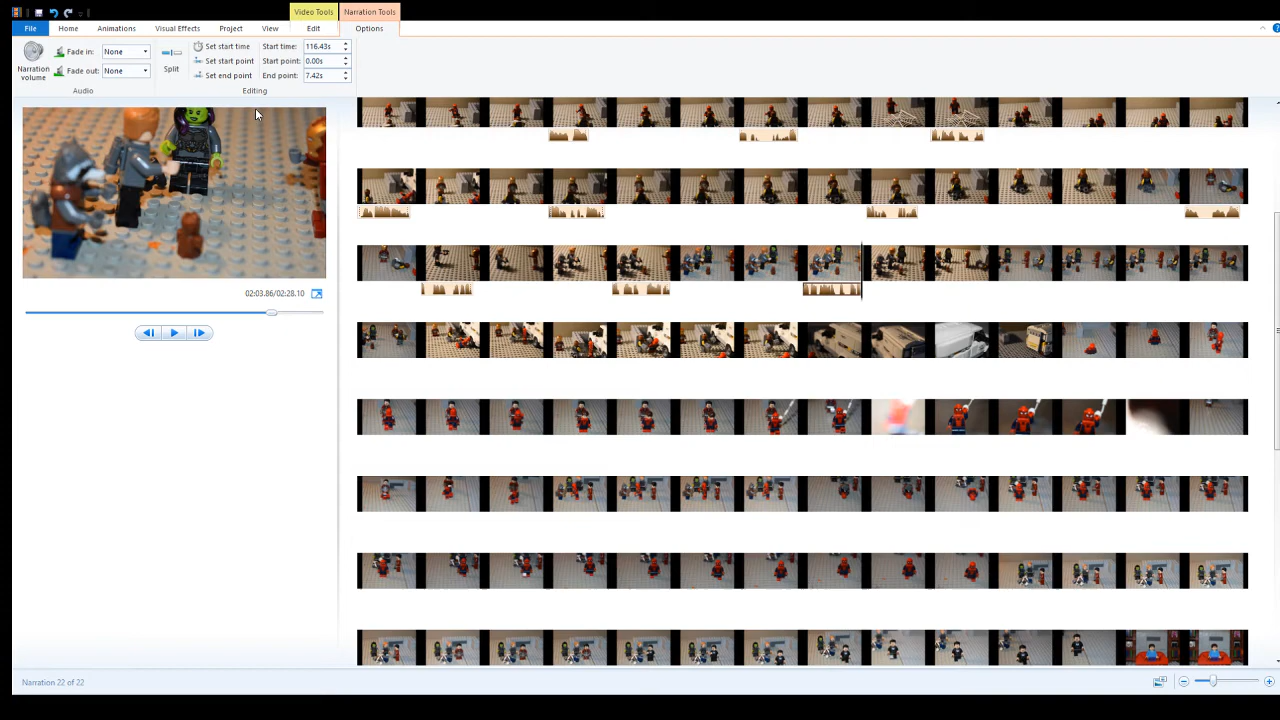 Video Tools Narration Tools
File Home Animations Visual Effects Project View Edit Options
Narration volume
Fade in: None
Fade out: None
Audio
Split
Set start time
Set start point
Set end point
Start time: 116.43s
Start point: 0.00s
End point: 7.42s
Editing
02:03.86/02:28.10
Narration 22 of 22